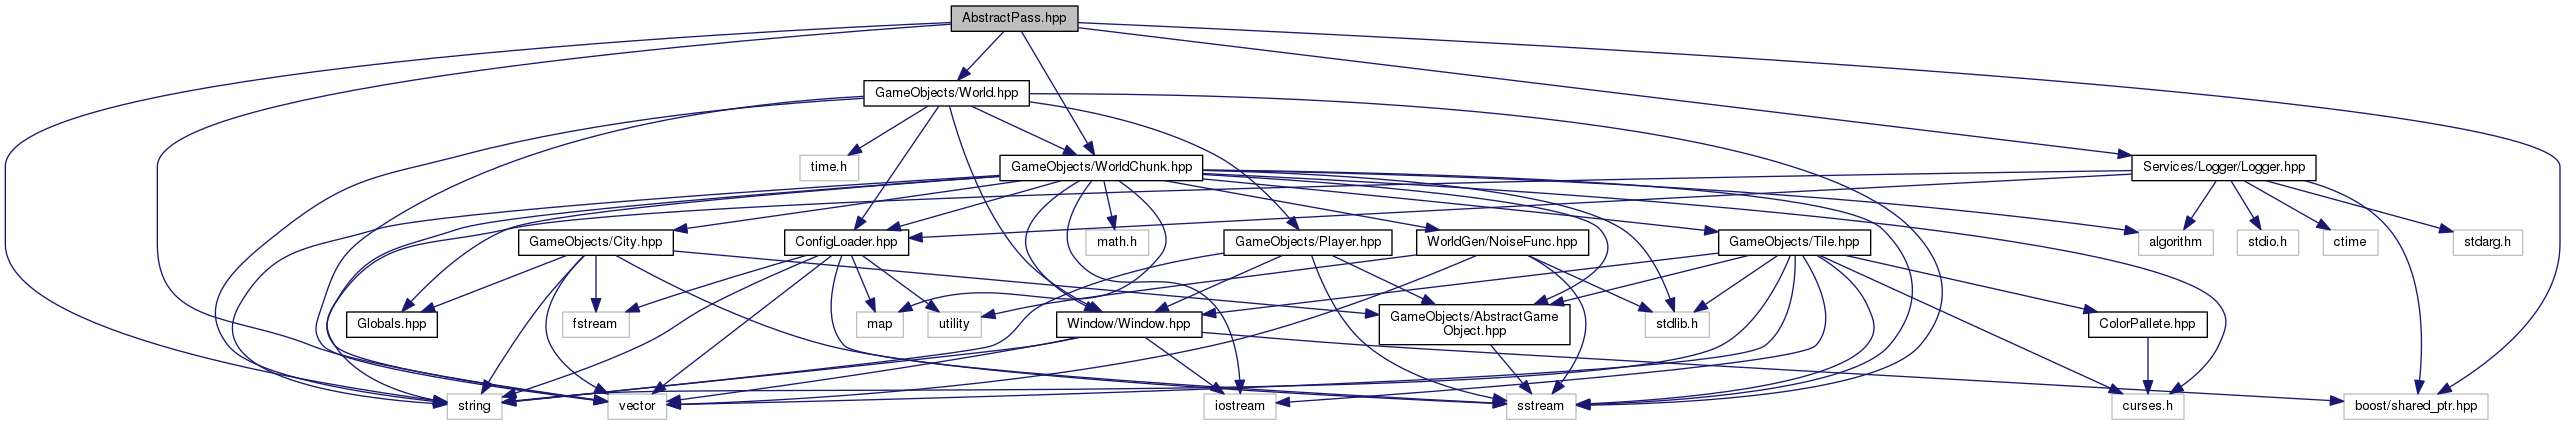 AbstractPass.hpp
GameObjects/World.hpp
time.h
GameObjects/WorldChunk.hpp
Services/Logger/Logger.hpp
GameObjects/City.hpp
ConfigLoader.hpp
math.h
GameObjects/Player.hpp
WorldGen/NoiseFunc.hpp
GameObjects/Tile.hpp
algorithm
stdio.h
ctime
stdarg.h
Globals.hpp
fstream
map
utility
Window/Window.hpp
GameObjects/AbstractGame
Object.hpp
stdlib.h
ColorPallete.hpp
string
vector
iostream
sstream
curses.h
boost/shared_ptr.hpp